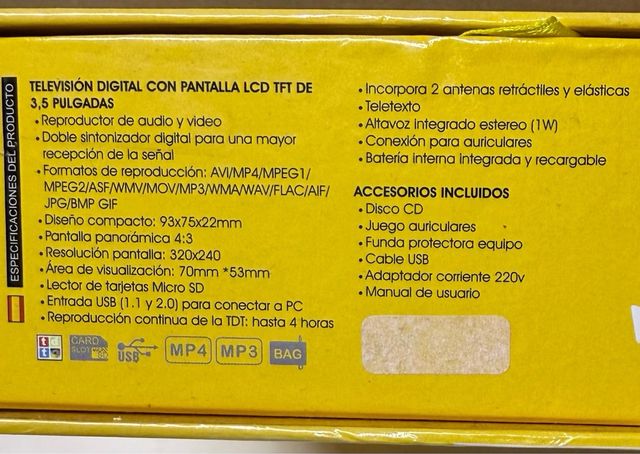 ESPECIFICACIONES DEL PRODUCTO
TELEVISIÓN DIGITAL CON PANTALLA LCD TFT DE
3,5 PULGADAS
• Reproductor de audio y video
• Doble sintonizador digital para una mayor
recepción de la señal
• Formatos de reproducción: AVI/MP4/MPEG1/
MPEG2/ASF/WMV/MOV/MP3/WMA/WAV/FLAC/AIF/
JPG/BMP GIF
• Diseño compacto: 93x75x22mm
• Pantalla panorámica 4:3
• Resolución pantalla: 320x240
• Área de visualización: 70mm *53mm
• Lector de tarjetas Micro SD
• Entrada USB (1.1 y 2.0) para conectar a PC
• Reproducción continua de la TDT: hasta 4 horas
tdt
CARD
SLOT
USB
MP4
MP3
BAG
• Incorpora 2 antenas retráctiles y elásticas
• Teletexto
• Altavoz integrado estereo (1W)
• Conexión para auriculares
• Batería interna integrada y recargable
ACCESORIOS INCLUIDOS
• Disco CD
• Juego auriculares
• Funda protectora equipo
• Cable USB
• Adaptador corriente 220v
• Manual de usuario